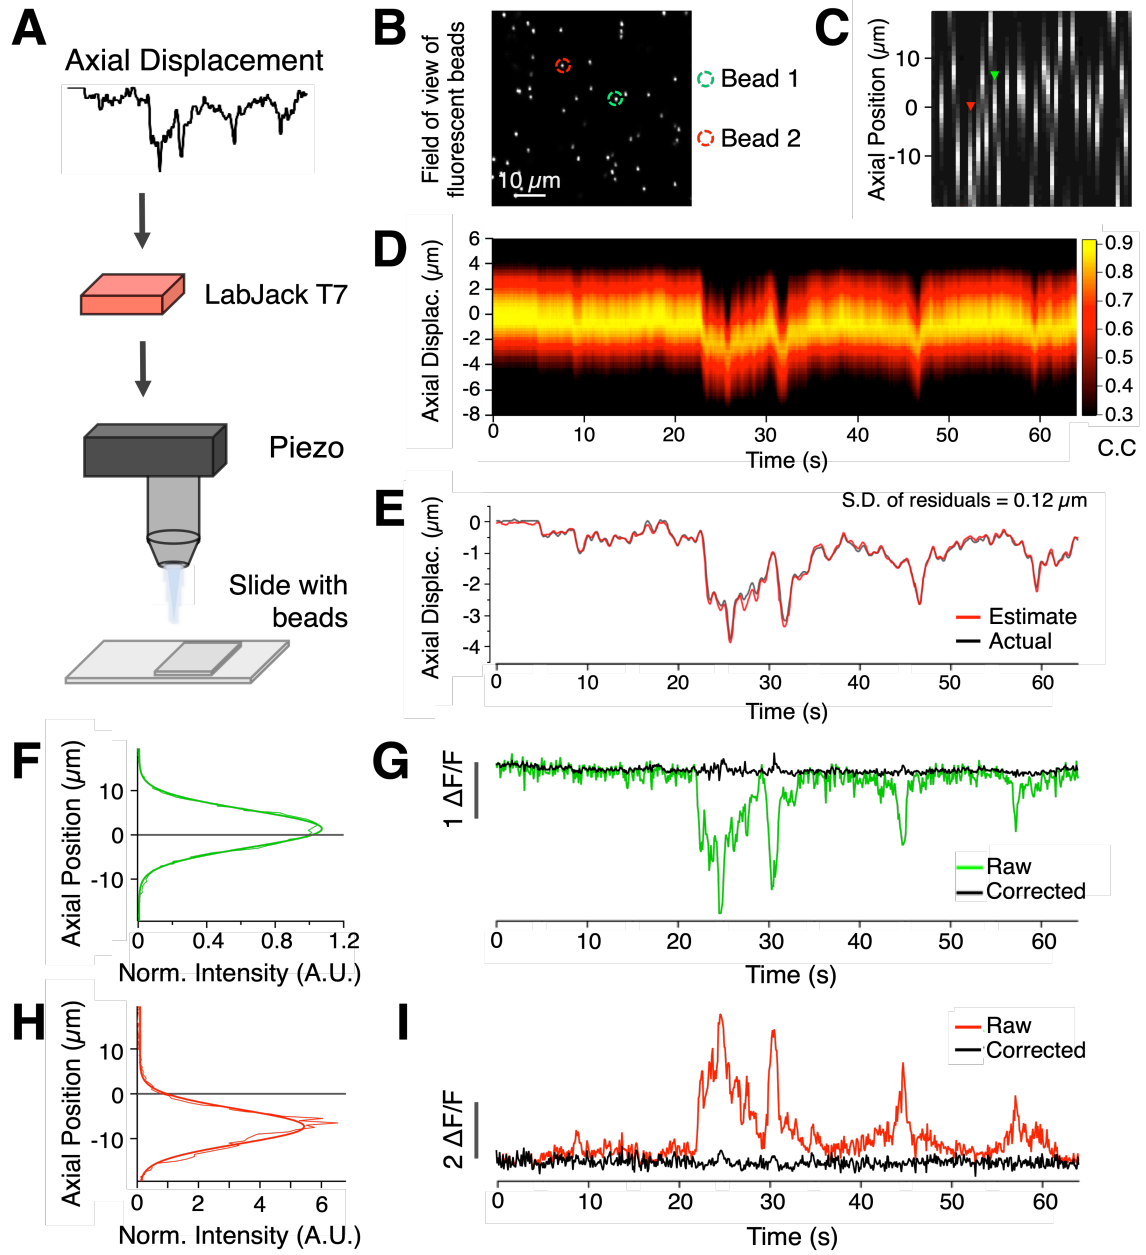 A
Axial Displacement
LabJack T7
Piezo
Slide with
beads
B
Field of view of
fluorescent beads
10 µm
Bead 1
Bead 2
C
Axial Position (µm)
10
0
-10
D
Axial Displac. (µm)
6
4
2
0
-2
-4
-6
-8
0
10
20
30
40
50
60
Time (s)
0.9
0.8
0.7
0.6
0.5
0.4
0.3
C.C
E
S.D. of residuals = 0.12 µm
Axial Displac. (µm)
0
-1
-2
-3
-4
Estimate
Actual
0
10
20
30
40
50
60
Time (s)
F
Axial Position (µm)
10
0
-10
0
0.4
0.8
1.2
Norm. Intensity (A.U.)
G
1 ΔF/F
Raw
Corrected
0
10
20
30
40
50
60
Time (s)
H
Axial Position (µm)
10
0
-10
0
2
4
6
Norm. Intensity (A.U.)
I
2 ΔF/F
Raw
Corrected
0
10
20
30
40
50
60
Time (s)